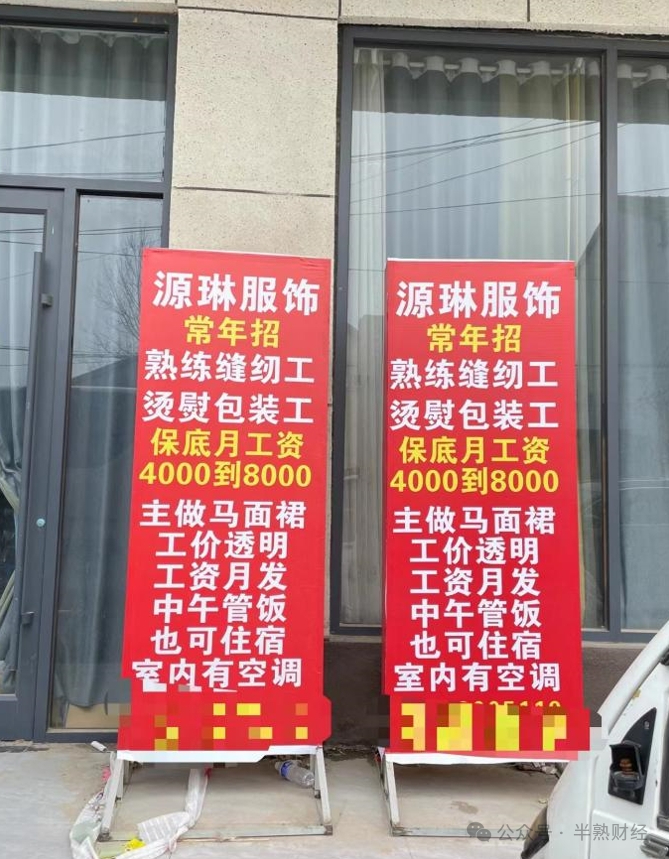 源琳服饰
常年招
熟练缝纫工
烫熨包装工
保底月工资
4000到8000
主做马面裙
工价透明
工资月发
中午管饭
也可住宿
室内有空调
源琳服饰
常年招
熟练缝纫工
烫熨包装工
保底月工资
4000到8000
主做马面裙
工价透明
工资月发
中午管饭
也可住宿
室内有空调
公众号·半熟财经